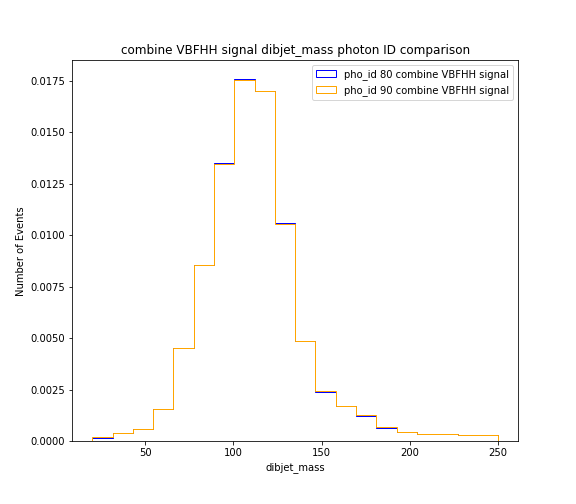 combine VBFHH signal dibjet_mass photon ID comparison
pho_id 80 combine VBFHH signal
pho_id 90 combine VBFHH signal
Number of Events
0.0175
0.0150
0.0125
0.0100
0.0075
0.0050
0.0025
0.0000
50
100
150
200
250
dibjet_mass